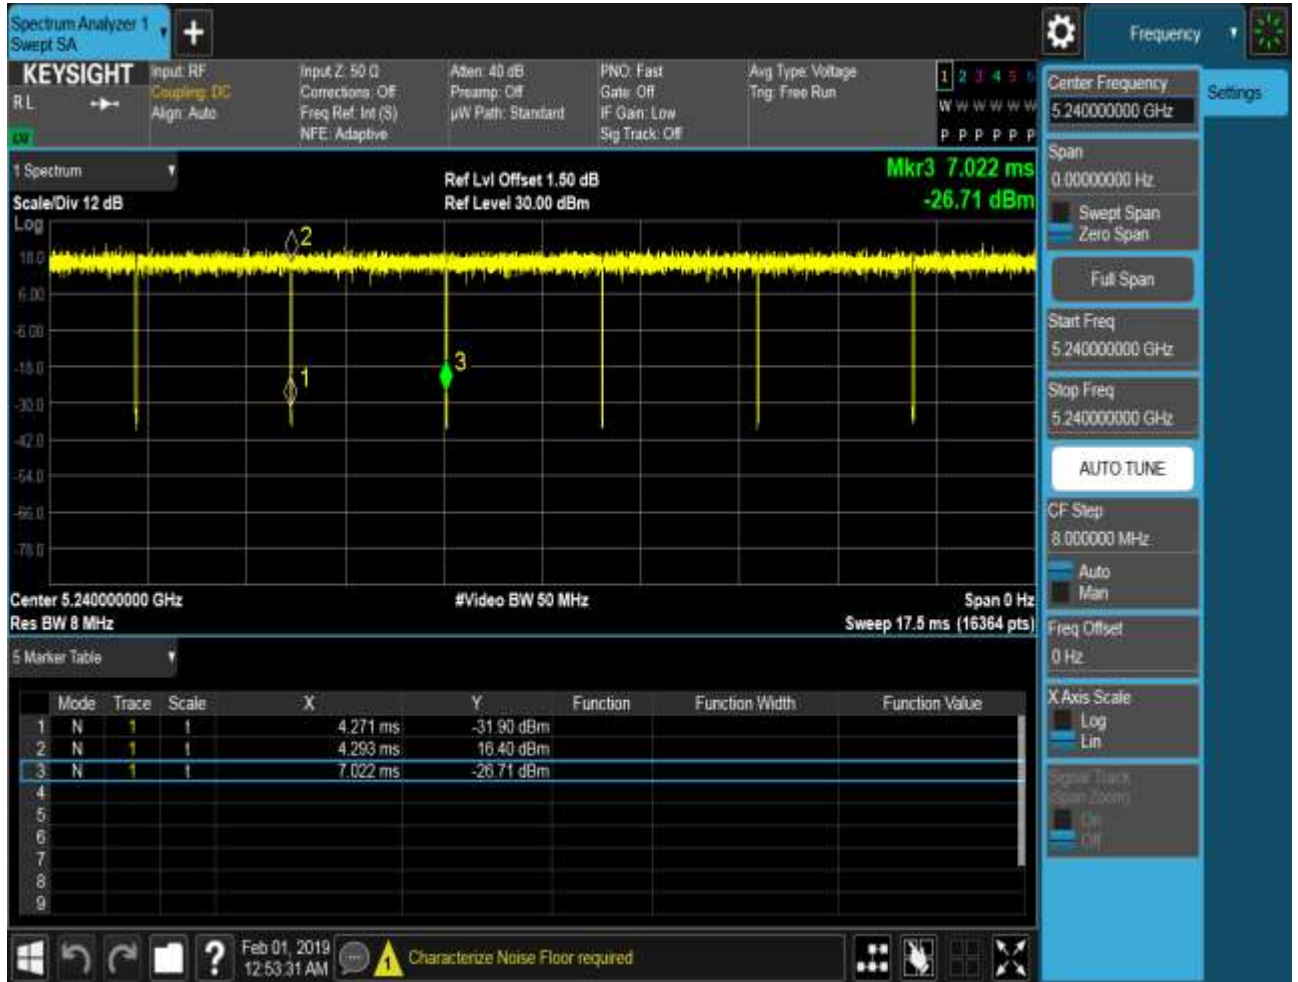 Spectrum Analyzer 1
Swept SA
Frequency
KEYSIGHT
RL
Input: RF
Coupling: DC
Align: Auto
Input Z: 50 Ω
Corrections: Off
Freq Ref: Int (S)
NFE: Adaptive
Atten: 40 dB
Preamp: Off
µW Path: Standard
PNO: Fast
Gate: Off
IF Gain: Low
Sig Track: Off
Avg Type: Voltage
Trig: Free Run
1 2 3 4 5 6
W W W W W W
P P P P P P
1 Spectrum
Scale/Div 12 dB
Ref Lvl Offset 1.50 dB
Ref Level 30.00 dBm
Mkr3 7.022 ms
-26.71 dBm
Log
18.0
6.00
-6.00
-18.0
-30.0
-42.0
-54.0
-66.0
-78.0
2
1
3
Center 5.240000000 GHz
Res BW 8 MHz
#Video BW 50 MHz
Span 0 Hz
Sweep 17.5 ms (16364 pts)
5 Marker Table
Mode Trace Scale X Y Function Function Width Function Value
1 N 1 t 4.271 ms -31.90 dBm
2 N 1 t 4.293 ms 16.40 dBm
3 N 1 t 7.022 ms -26.71 dBm
4
5
6
7
8
9
Center Frequency
5.240000000 GHz
Settings
Span
0.00000000 Hz
Swept Span
Zero Span
Full Span
Start Freq
5.240000000 GHz
Stop Freq
5.240000000 GHz
AUTO TUNE
CF Step
8.000000 MHz
Auto
Man
Freq Offset
0 Hz
X Axis Scale
Log
Lin
Signal Track
(Span Zoom)
On
Off
?
Feb 01, 2019
12:53:31 AM
1
Characterize Noise Floor required